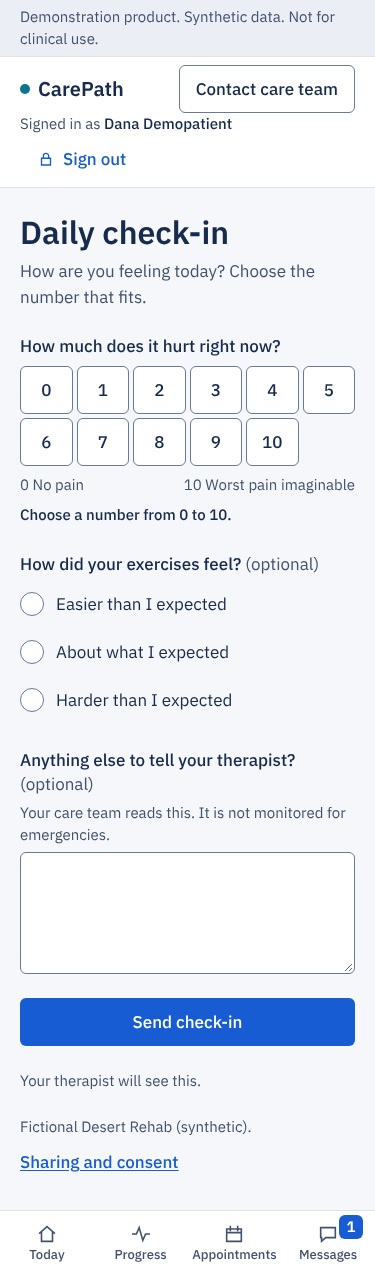 Demonstration product. Synthetic data. Not for
clinical use.
CarePath
Contact care team
Signed in as Dana Demopatient
Sign out
Daily check-in
How are you feeling today? Choose the
number that fits.
How much does it hurt right now?
0 1 2 3 4 5
6 7 8 9 10
0 No pain 10 Worst pain imaginable
Choose a number from 0 to 10.
How did your exercises feel? (optional)
Easier than I expected
About what I expected
Harder than I expected
Anything else to tell your therapist?
(optional)
Your care team reads this. It is not monitored for
emergencies.
Send check-in
Your therapist will see this.
Fictional Desert Rehab (synthetic).
Sharing and consent
1
Today Progress Appointments Messages